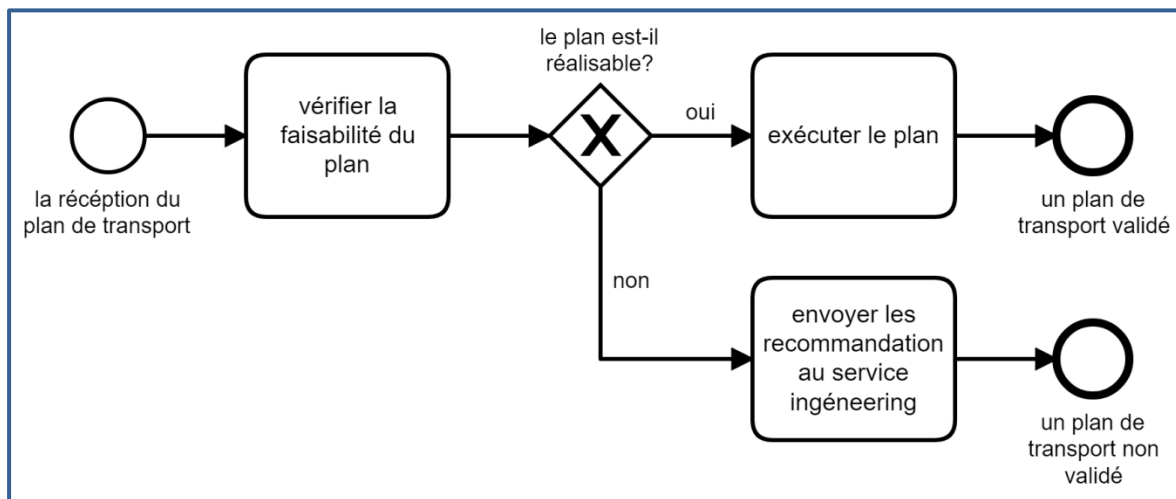 le plan est-il
réalisable?
vérifier la
faisabilité du
plan
X
oui
exécuter le plan
la récéption du
plan de transport
un plan de
transport validé
non
envoyer les
recommandation
au service
ingéneering
un plan de
transport non
validé